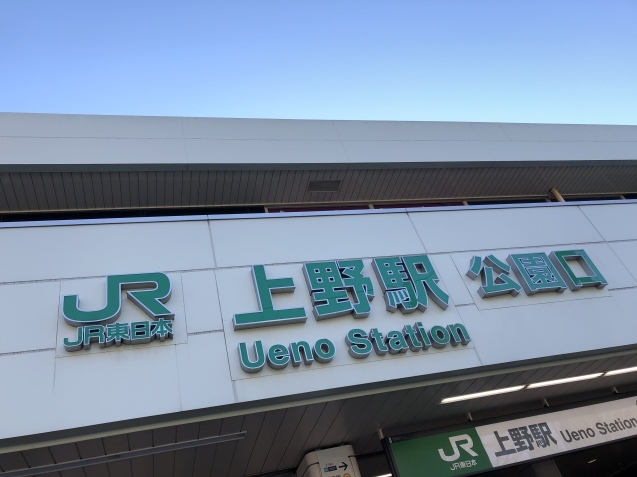 JR
JR東日本
上野駅 公園口
Ueno Station
JR
JR東日本
上野駅 Ueno Station